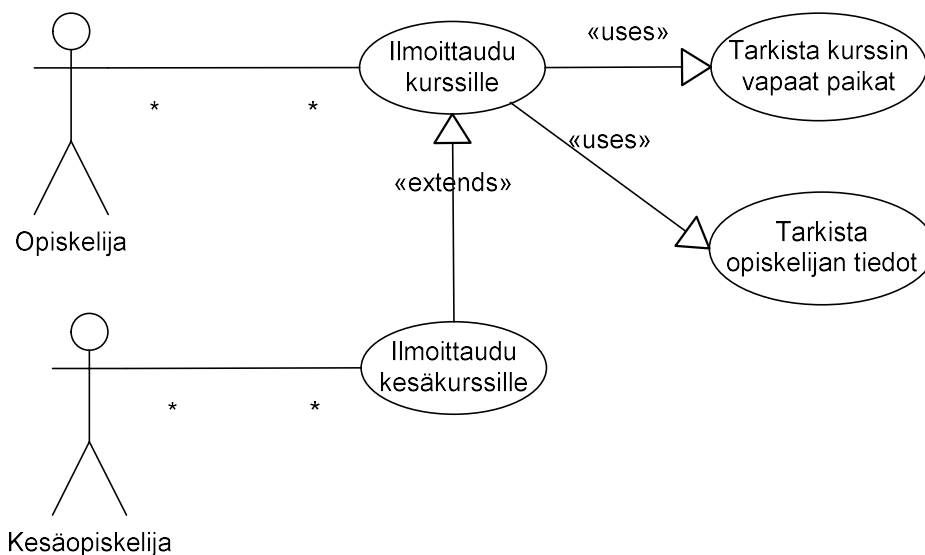 Ilmoittaudu
kurssille
«uses»
Tarkista kurssin
vapaat paikat
*
*
«uses»
«extends»
Opiskelija
Tarkista
opiskelijan tiedot
Ilmoittaudu
kesäkurssille
*
*
Kesäopiskelija